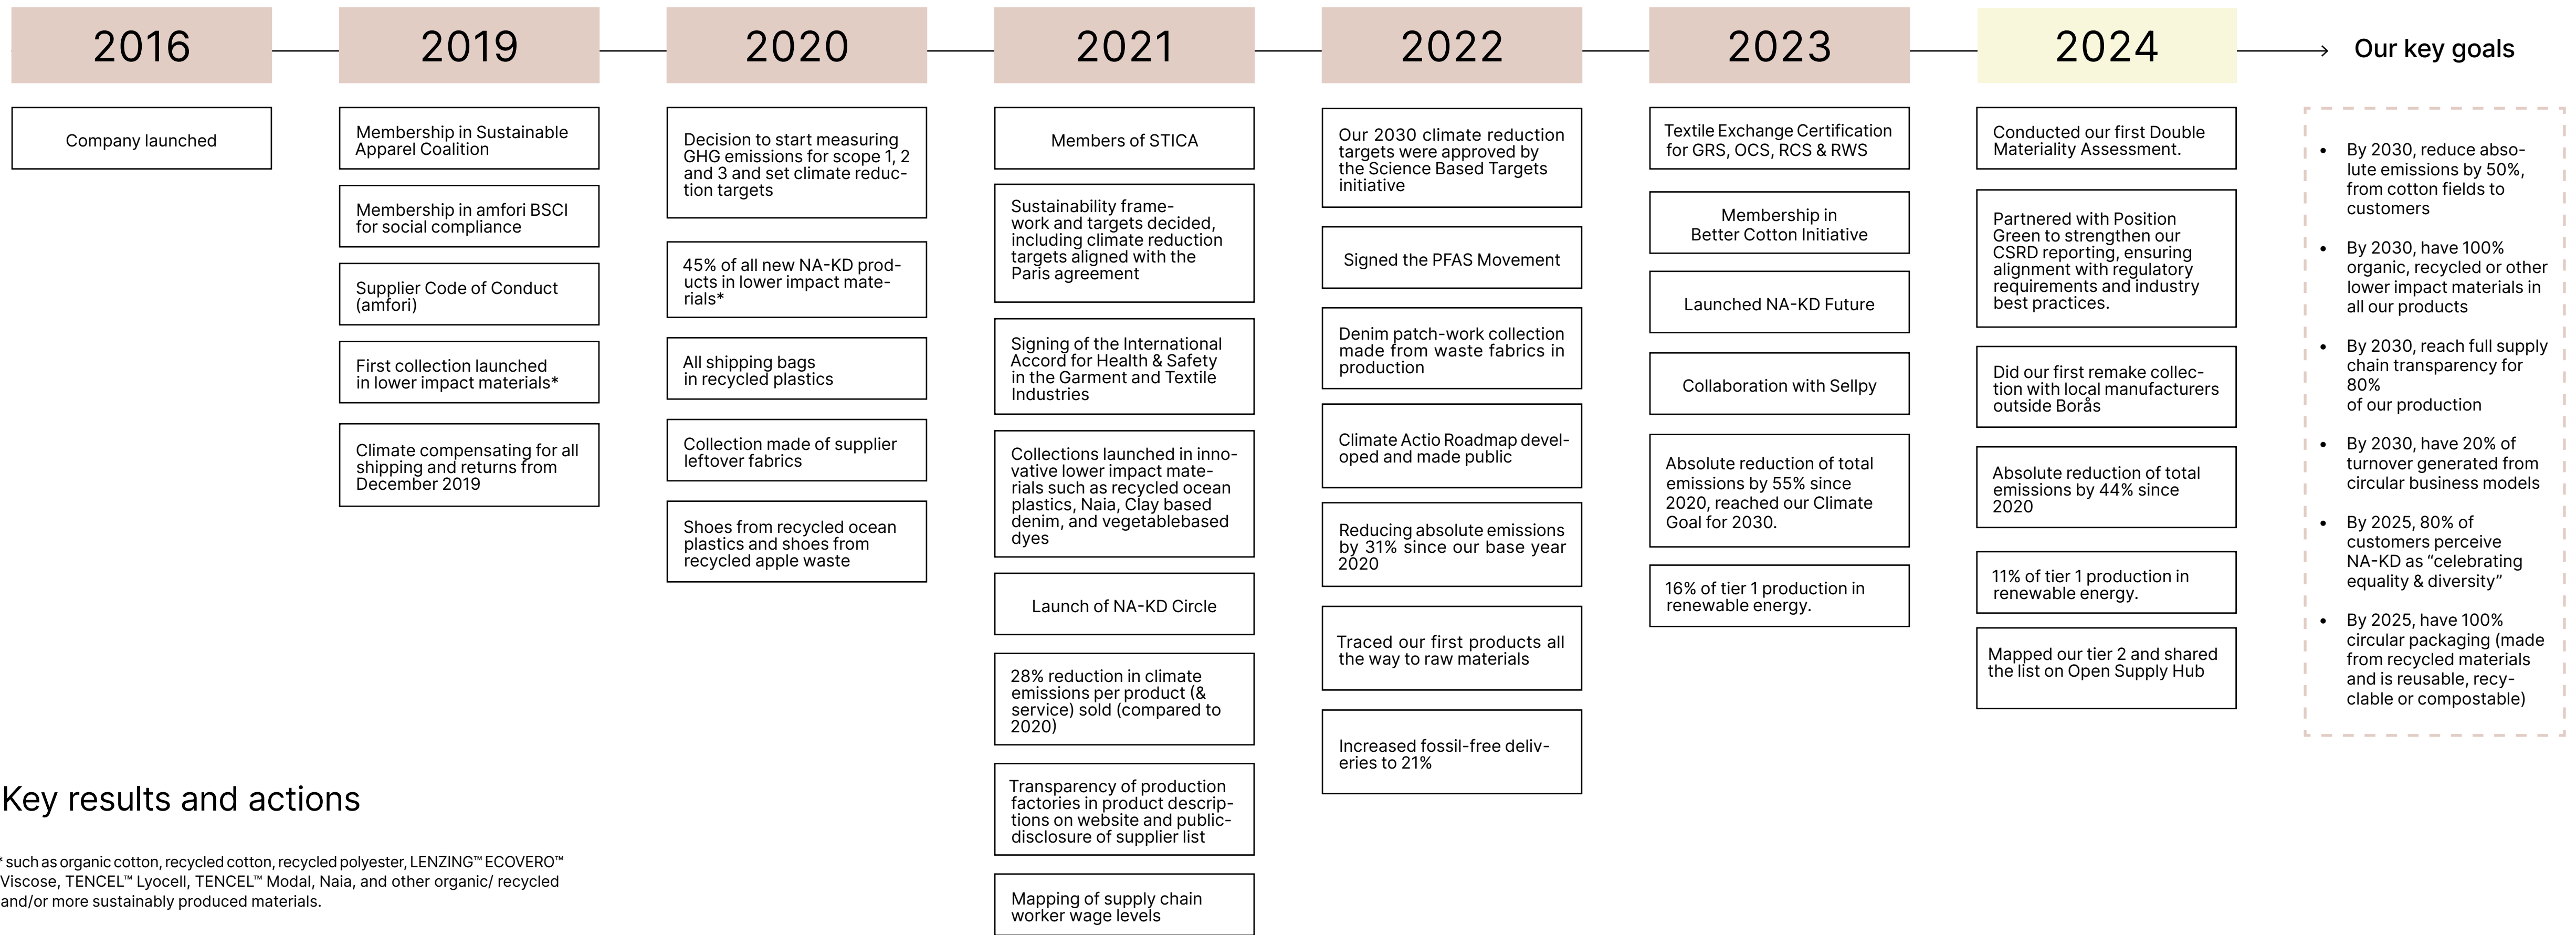 2016
Company launched
2019
Membership in Sustainable
Apparel Coalition
Membership in amfori BSCI
for social compliance
Supplier Code of Conduct
(amfori)
First collection launched
in lower impact materials*
Climate compensating for all
shipping and returns from
December 2019
2020
Decision to start measuring
GHG emissions for scope 1, 2
and 3 and set climate reduc-
tion targets
45% of all new NA-KD prod-
ucts in lower impact mate-
rials*
All shipping bags
in recycled plastics
Collection made of supplier
leftover fabrics
Shoes from recycled ocean
plastics and shoes from
recycled apple waste
2021
Members of STICA
Sustainability frame-
work and targets decided,
including climate reduction
targets aligned with the
Paris agreement
Signing of the International
Accord for Health & Safety
in the Garment and Textile
Industries
Collections launched in inno-
vative lower impact mate-
rials such as recycled ocean
plastics, Naia, Clay based
denim, and vegetablebased
dyes
Launch of NA-KD Circle
28% reduction in climate
emissions per product (&
service) sold (compared to
2020)
Transparency of production
factories in product descrip-
tions on website and public-
disclosure of supplier list
Mapping of supply chain
worker wage levels
2022
Our 2030 climate reduction
targets were approved by
the Science Based Targets
initiative
Signed the PFAS Movement
Denim patch-work collection
made from waste fabrics in
production
Climate Actio Roadmap devel-
oped and made public
Reducing absolute emissions
by 31% since our base year
2020
Traced our first products all
the way to raw materials
Increased fossil-free deliv-
eries to 21%
2023
Textile Exchange Certification
for GRS, OCS, RCS & RWS
Membership in
Better Cotton Initiative
Launched NA-KD Future
Collaboration with Sellpy
Absolute reduction of total
emissions by 55% since
2020, reached our Climate
Goal for 2030.
16% of tier 1 production in
renewable energy.
2024
Conducted our first Double
Materiality Assessment.
Partnered with Position
Green to strengthen our
CSRD reporting, ensuring
alignment with regulatory
requirements and industry
best practices.
Did our first remake collec-
tion with local manufacturers
outside Borås
Absolute reduction of total
emissions by 44% since
2020
11% of tier 1 production in
renewable energy.
Mapped our tier 2 and shared
the list on Open Supply Hub
Our key goals
• By 2030, reduce abso-
lute emissions by 50%,
from cotton fields to
customers
• By 2030, have 100%
organic, recycled or other
lower impact materials in
all our products
• By 2030, reach full supply
chain transparency for
80%
of our production
• By 2030, have 20% of
turnover generated from
circular business models
• By 2025, 80% of
customers perceive
NA-KD as “celebrating
equality & diversity”
• By 2025, have 100%
circular packaging (made
from recycled materials
and is reusable, recy-
clable or compostable)
Key results and actions
* such as organic cotton, recycled cotton, recycled polyester, LENZING™ ECOVERO™
Viscose, TENCEL™ Lyocell, TENCEL™ Modal, Naia, and other organic/ recycled
and/or more sustainably produced materials.